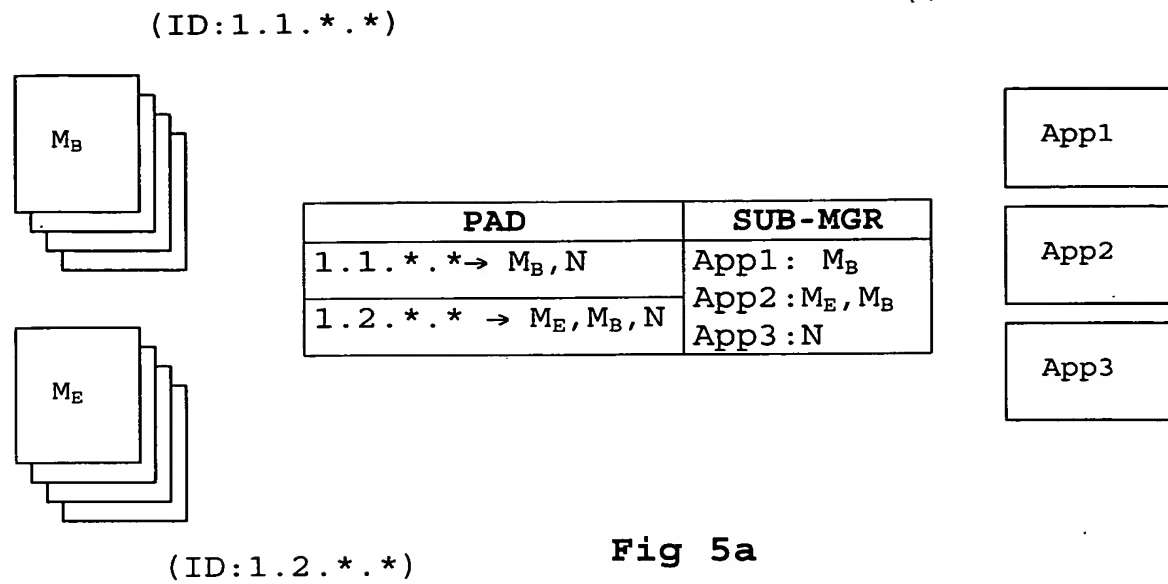 (ID:1.1.*.*)
M_B
App1
PAD SUB-MGR
1.1.*.*→ M_B,N App1: M_B
App2:M_E,M_B
1.2.*.* → M_E,M_B,N
App3:N
App2
App3
M_E
(ID:1.2.*.*)
Fig 5a